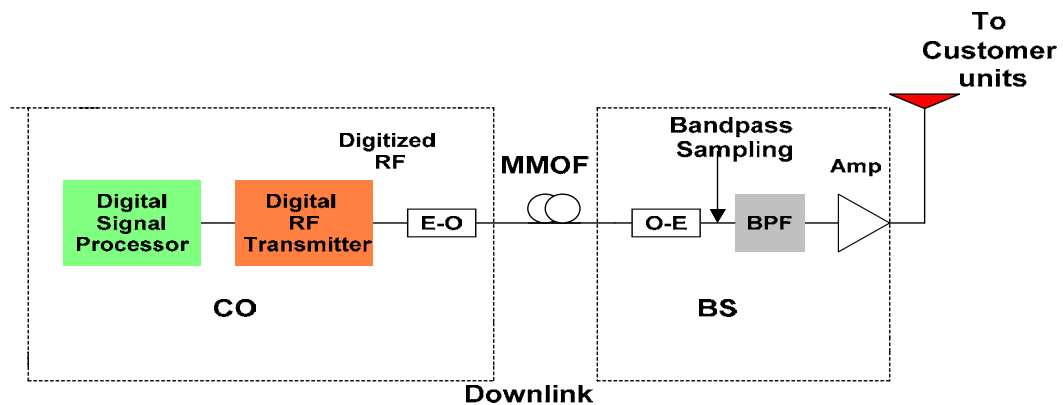 To
Customer
units
Digitized
RF
MMOF
Bandpass
Sampling
Amp
Digital
Signal
Processor
Digital
RF
Transmitter
E-O
O-E
BPF
CO
BS
Downlink